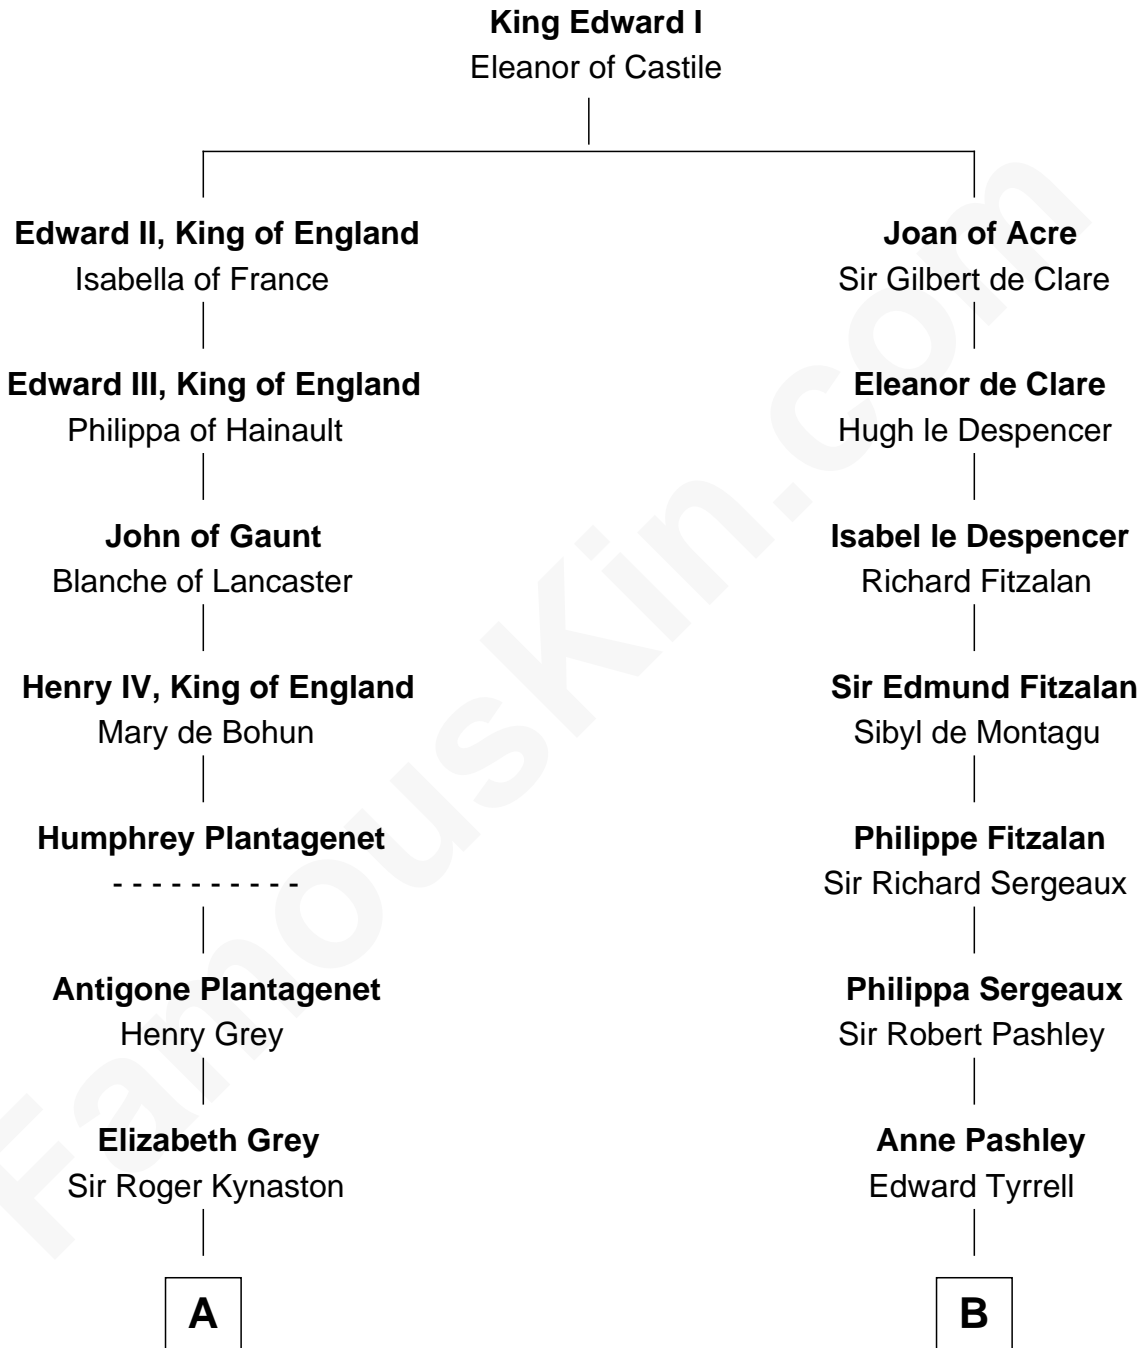 King Edward I
Eleanor of Castile
Edward II, King of England
Isabella of France
Joan of Acre
Sir Gilbert de Clare
Edward III, King of England
Philippa of Hainault
Eleanor de Clare
Hugh le Despencer
John of Gaunt
Blanche of Lancaster
Isabel le Despencer
Richard Fitzalan
Henry IV, King of England
Mary de Bohun
Sir Edmund Fitzalan
Sibyl de Montagu
Humphrey Plantagenet
- - - - - - - - - -
Philippe Fitzalan
Sir Richard Sergeaux
Antigone Plantagenet
Henry Grey
Philippa Sergeaux
Sir Robert Pashley
Elizabeth Grey
Sir Roger Kynaston
Anne Pashley
Edward Tyrrell
A
B
FamousKin.com